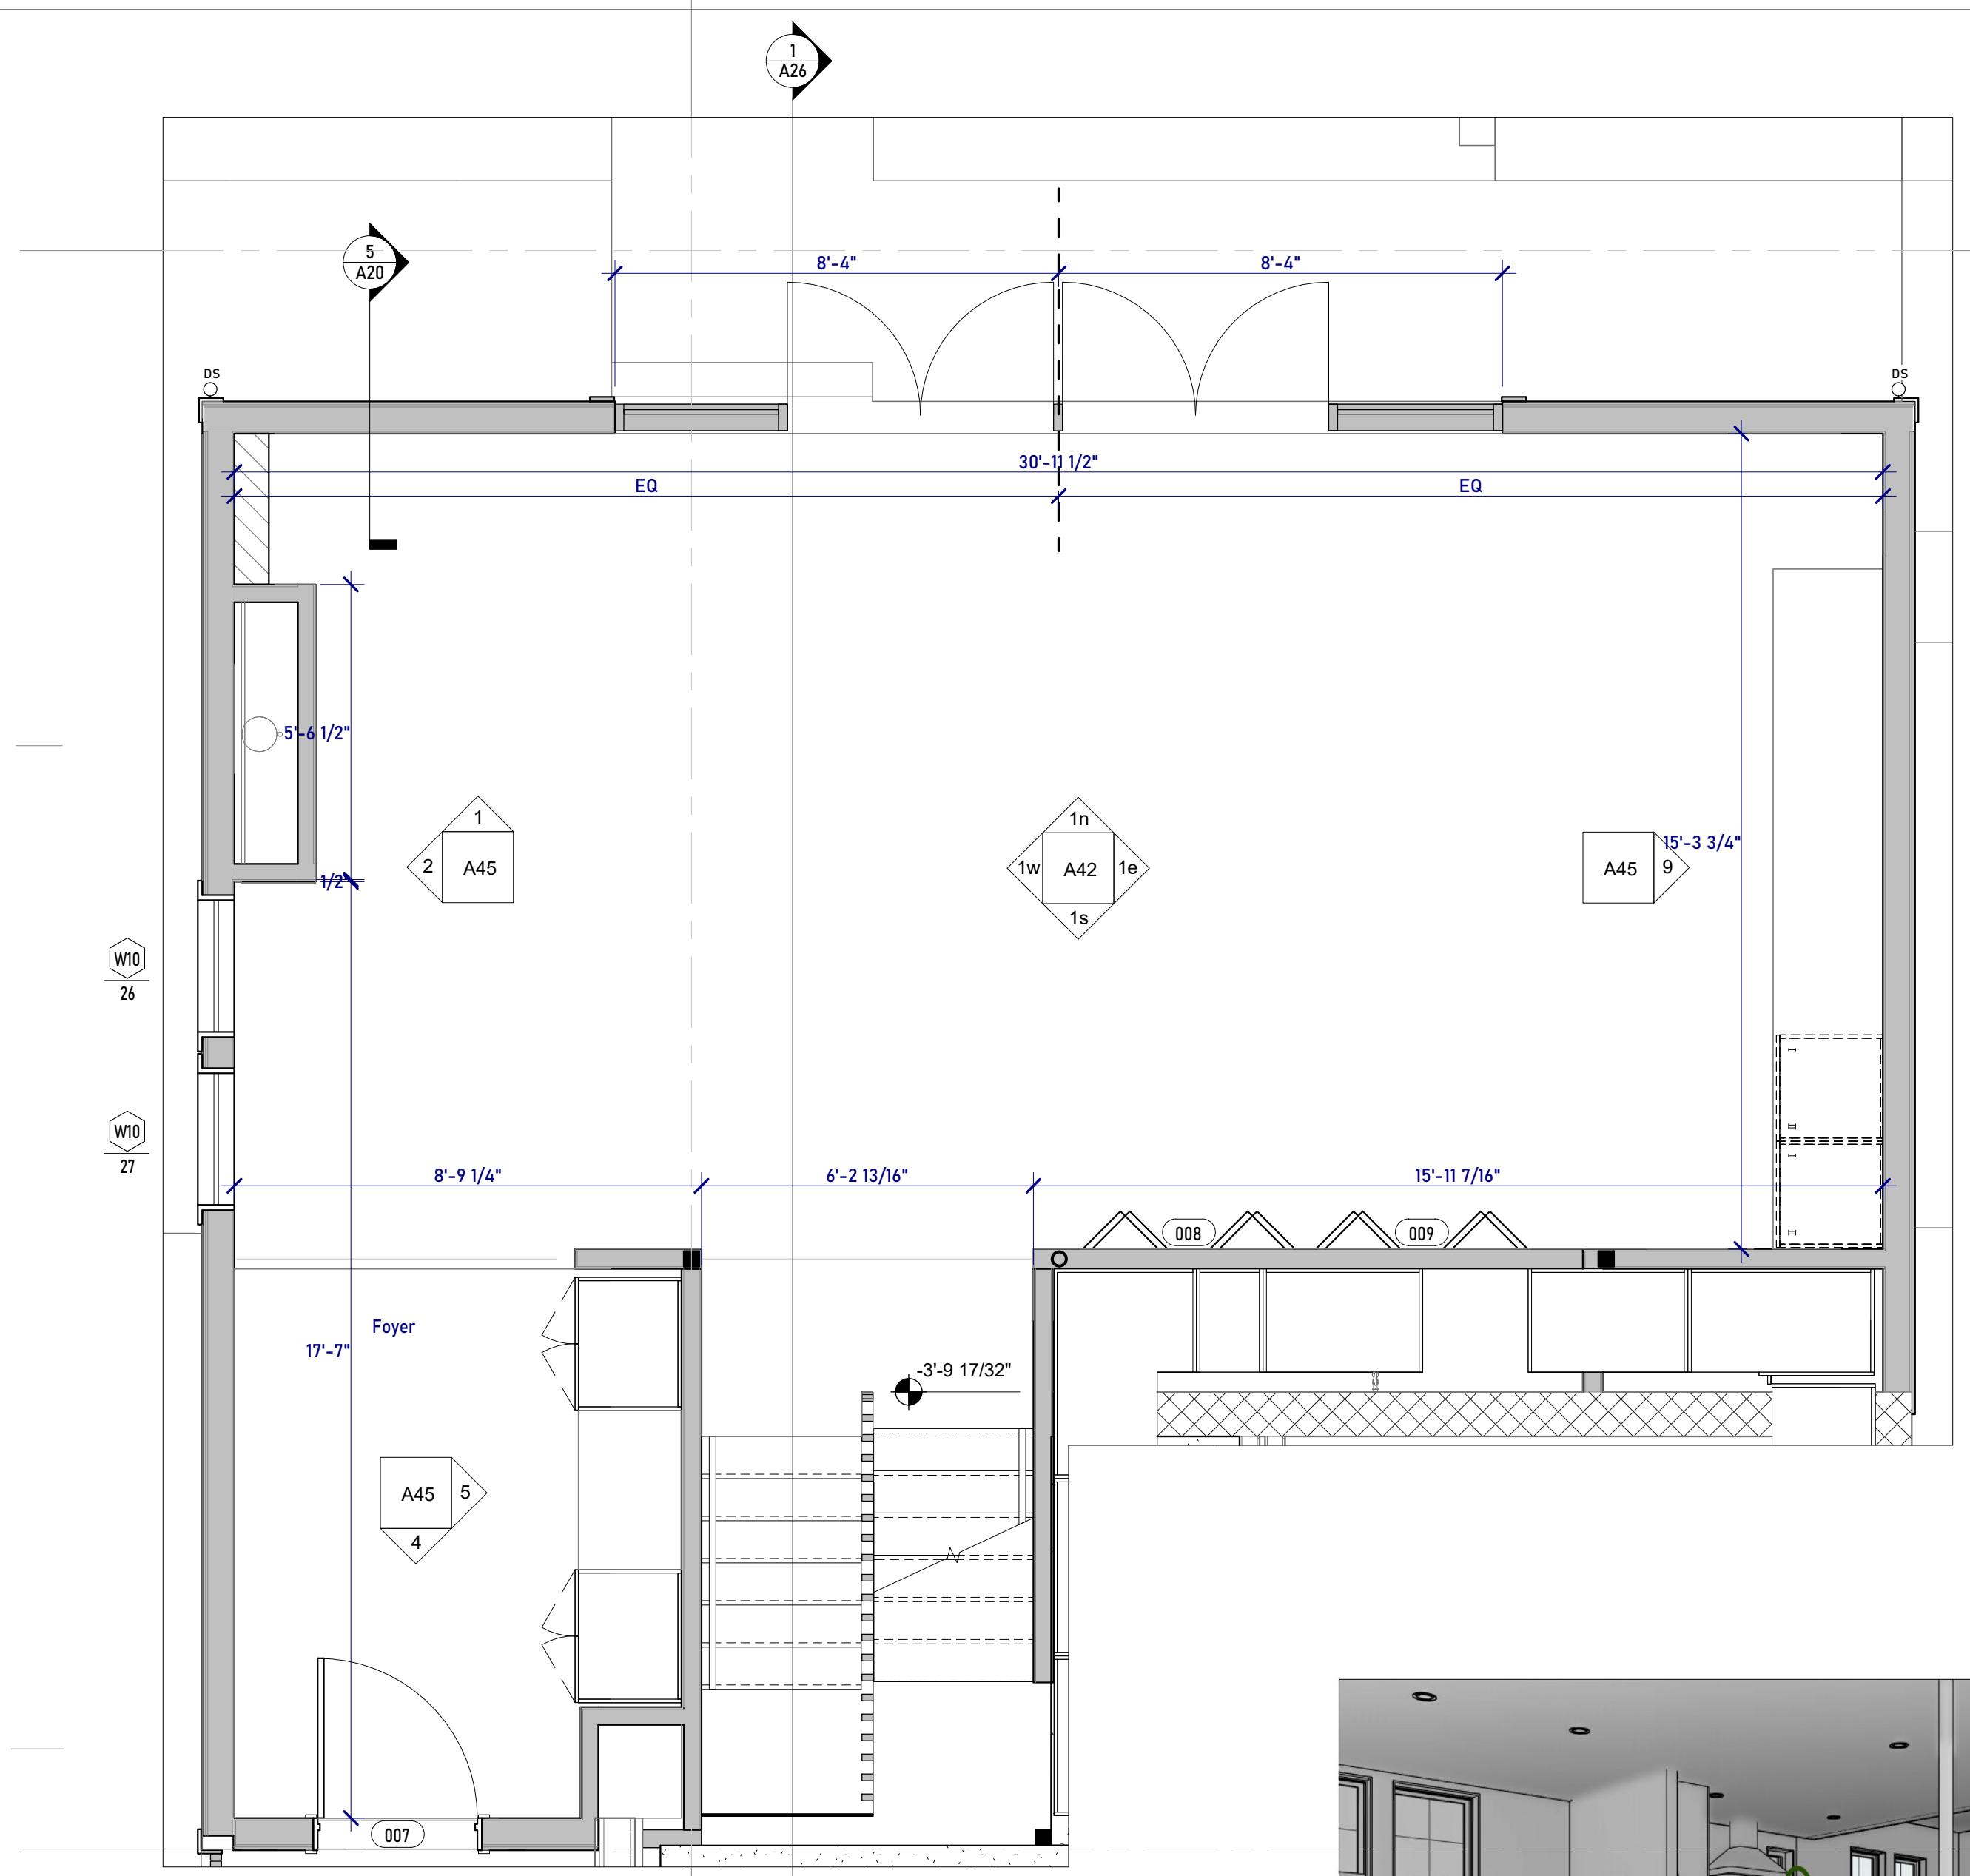 1
A26
5
A20
8'-4"
8'-4"
DS
DS
30'-11 1/2"
EQ
EQ
5'-6 1/2"
1
2
A45
1n
1w
A42
1e
1s
15'-3 3/4"
A45
9
1/2"
W10
26
W10
27
8'-9 1/4"
6'-2 13/16"
15'-11 7/16"
008
009
Foyer
17'-7"
-3'-9 17/32"
A45
5
4
007